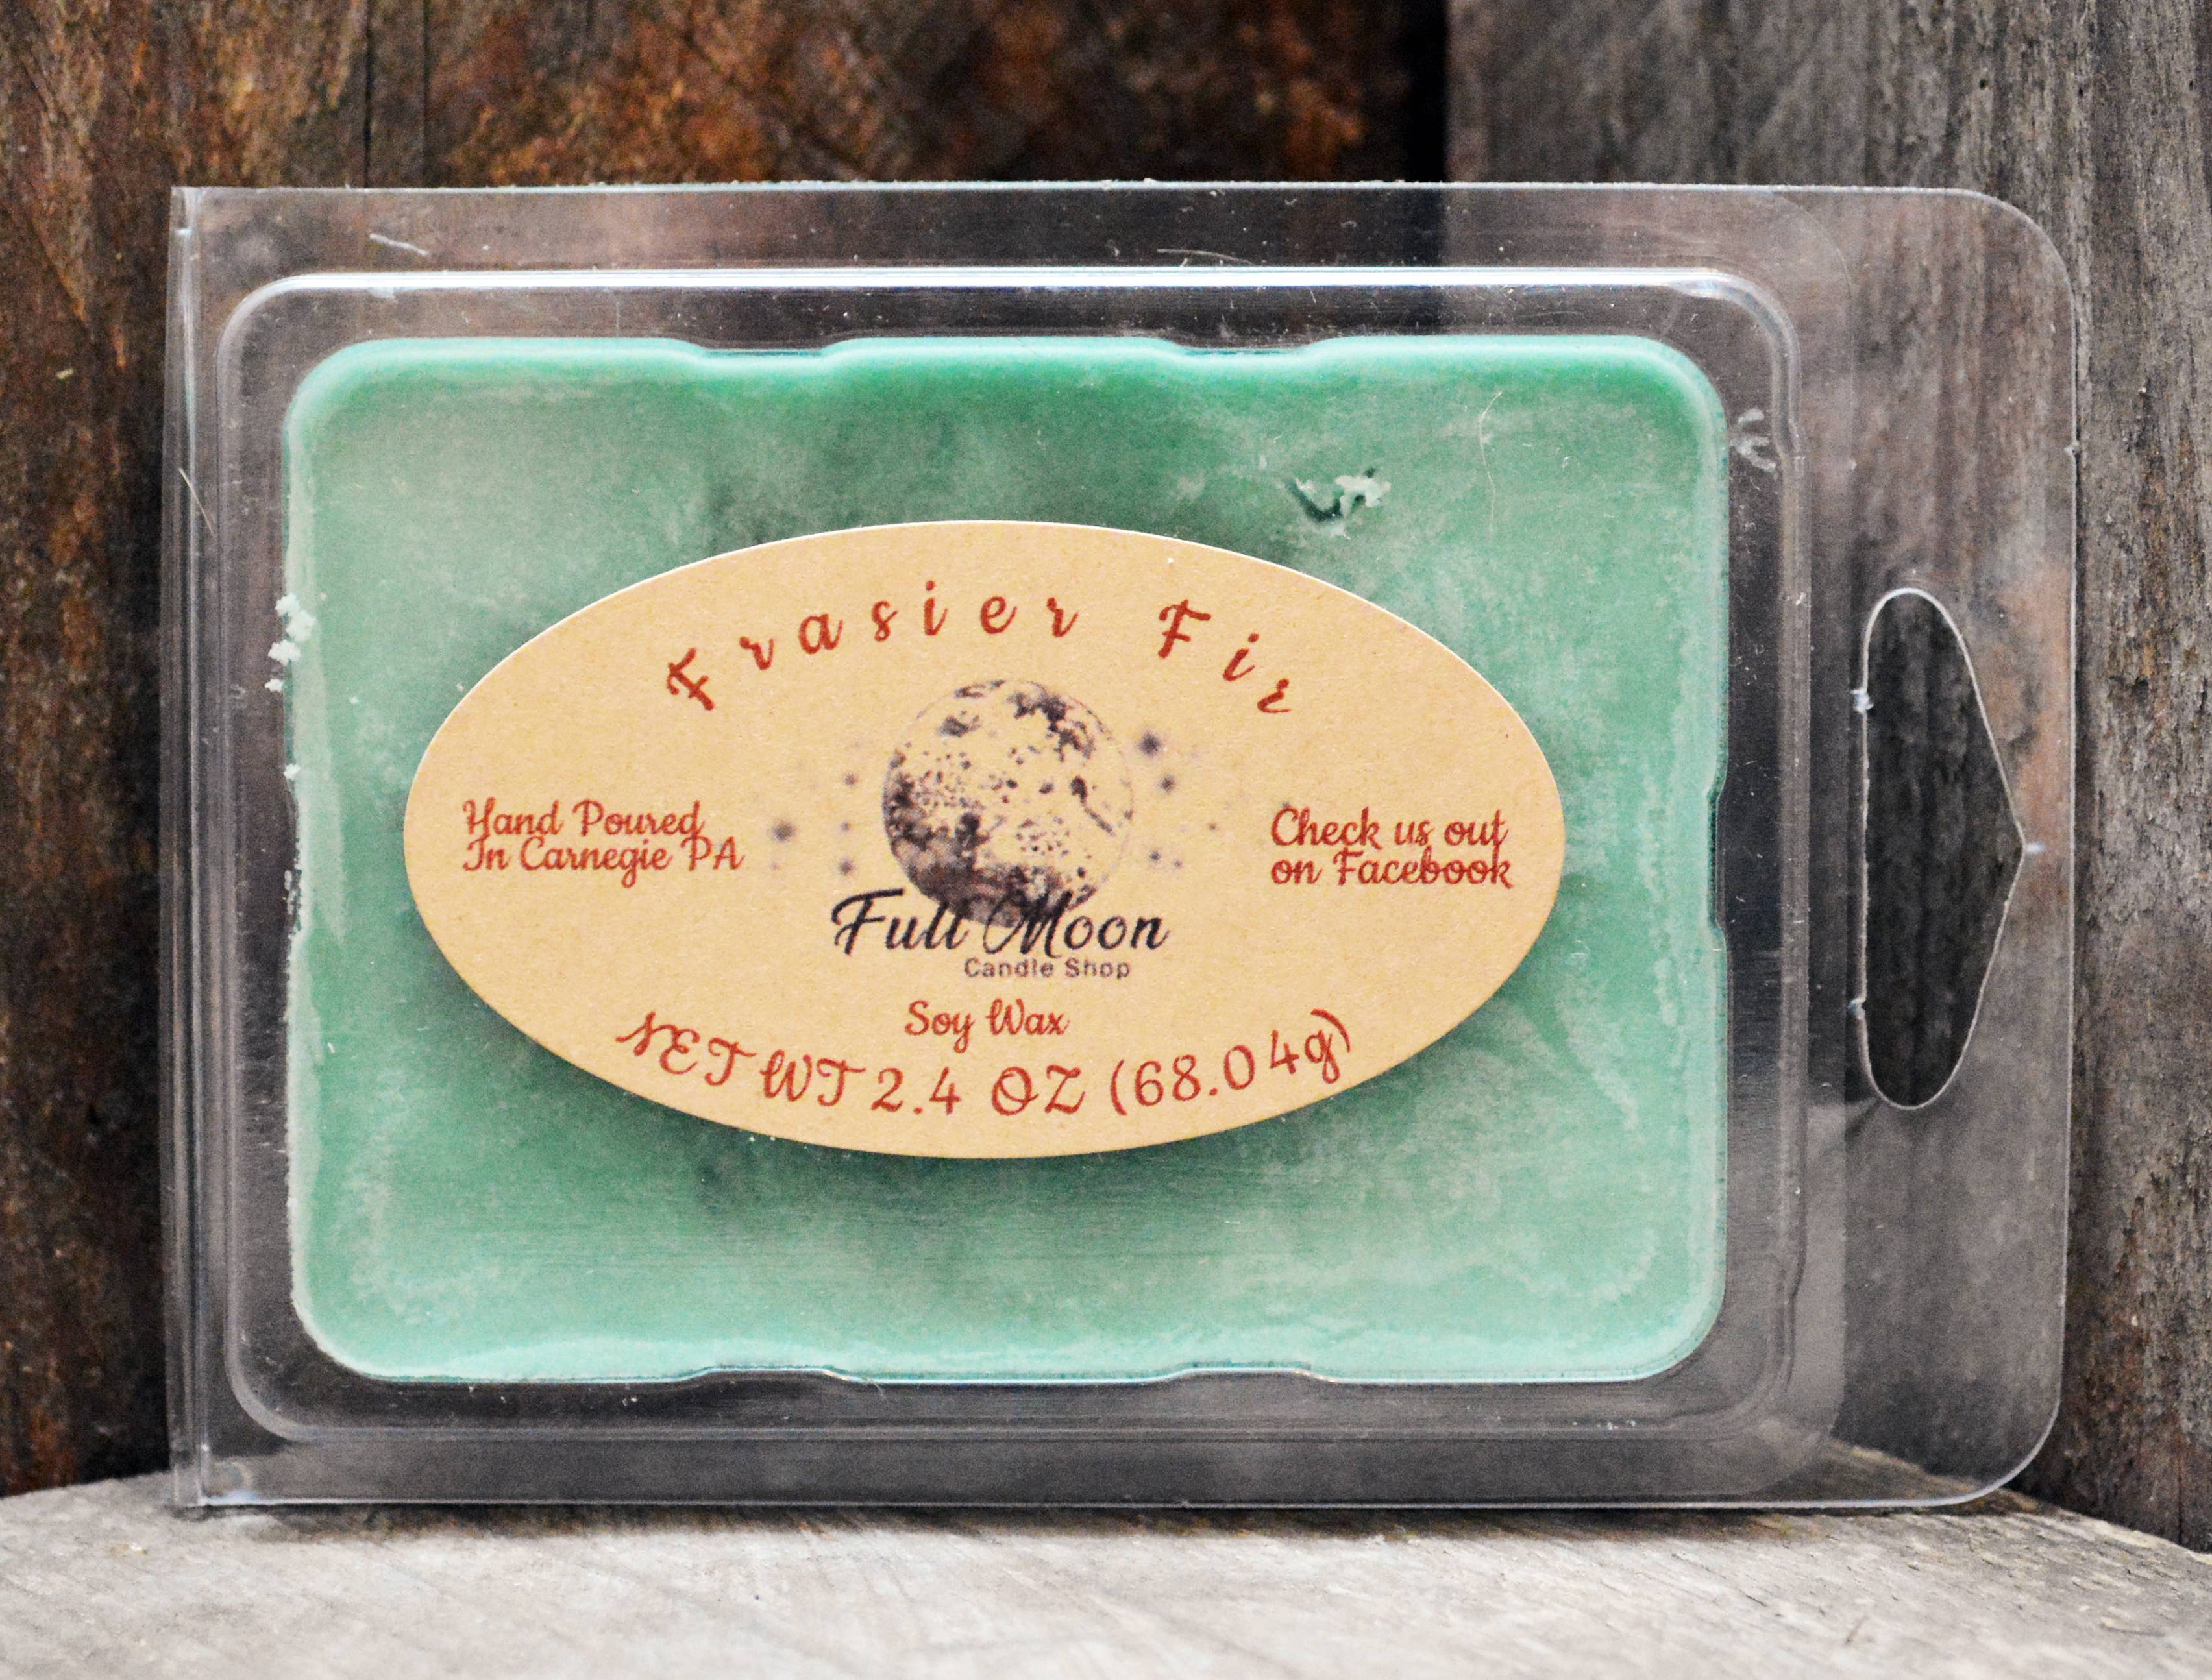 Frasier Fir
Hand Poured
In Carnegie PA
Check us out
on Facebook
Full Moon
Candle Shop
Soy Wax
NET WT 2.4 OZ (68.04g)